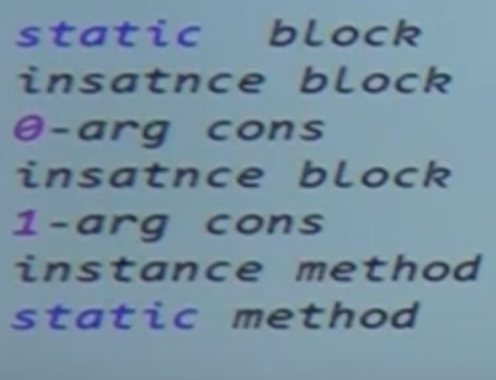 static block
insatnce block
0-arg cons
insatnce block
1-arg cons
instance method
static method